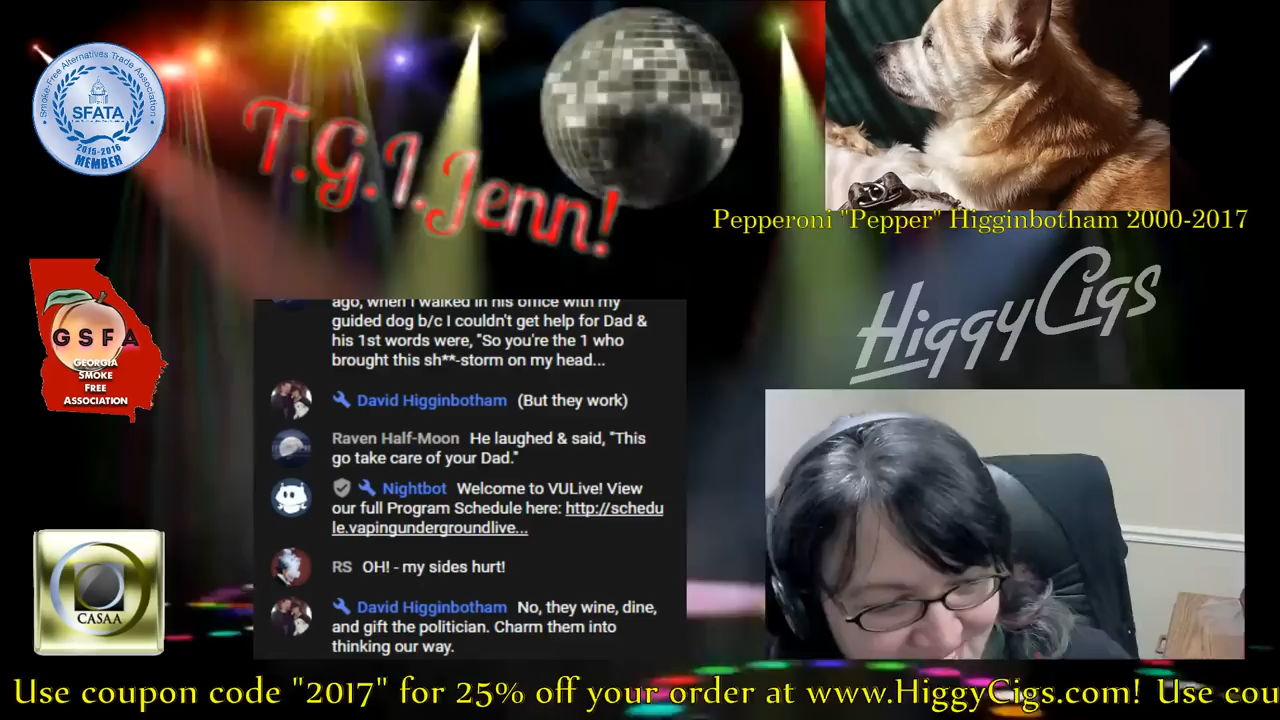 Smoke-Free Alternatives Trade Association
SFATA
2015-2016
MEMBER
T.G.I.Jenn!
Pepperoni "Pepper" Higginbotham 2000-2017
HiggyCigs
GSFA
GEORGIA
SMOKE
FREE
ASSOCIATION
CASAA
ago, when I walked in his office with my
guided dog b/c I couldn't get help for Dad &
his 1st words were, "So you're the 1 who
brought this sh**-storm on my head...
David Higginbotham (But they work)
Raven Half-Moon He laughed & said, "This
go take care of your Dad."
Nightbot Welcome to VULive! View
our full Program Schedule here: http://schedu
le.vapingundergroundlive...
RS OH! - my sides hurt!
David Higginbotham No, they wine, dine,
and gift the politician. Charm them into
thinking our way.
Use coupon code "2017" for 25% off your order at www.HiggyCigs.com! Use cou